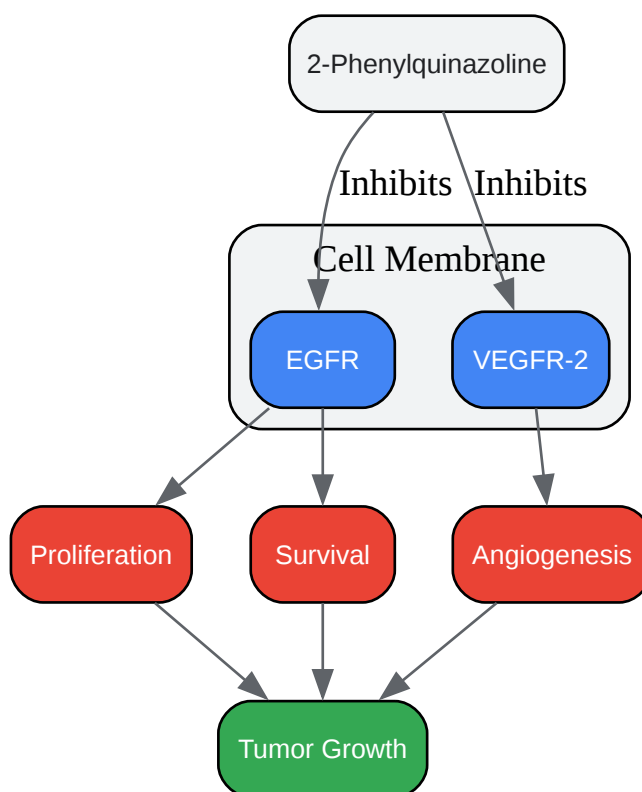 2-Phenylquinazoline
Inhibits Inhibits
Cell Membrane
EGFR VEGFR-2
Proliferation Survival Angiogenesis
Tumor Growth